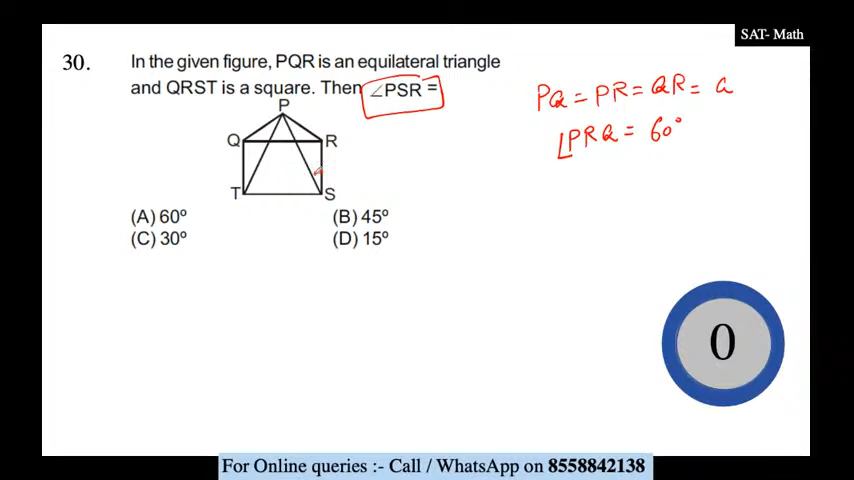 SAT- Math
30. In the given figure, PQR is an equilateral triangle
and QRST is a square. Then ∠PSR =
PQ = PR = QR = a
∠PRQ = 60°
P
Q R
T S
(A) 60º (B) 45º
(C) 30º (D) 15º
0
For Online queries :- Call / WhatsApp on 8558842138